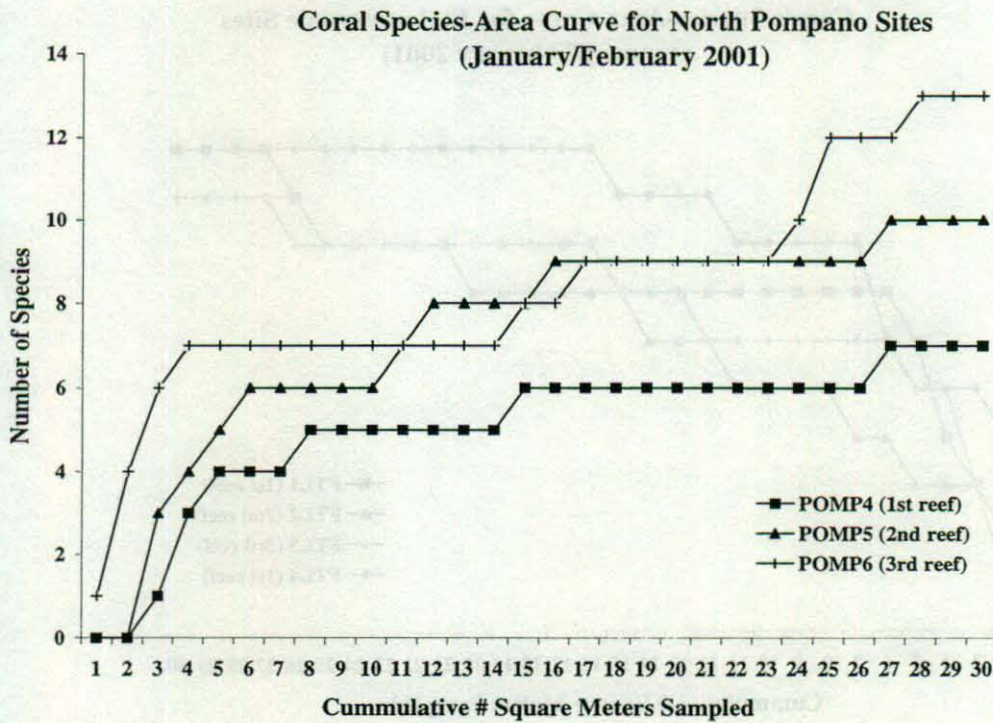 Coral Species-Area Curve for North Pompano Sites
(January/February 2001)
14
12
10
8
6
4
2
0
Number of Species
POMP4 (1st reef)
POMP5 (2nd reef)
POMP6 (3rd reef)
1 2 3 4 5 6 7 8 9 10 11 12 13 14 15 16 17 18 19 20 21 22 23 24 25 26 27 28 29 30
Cummulative # Square Meters Sampled